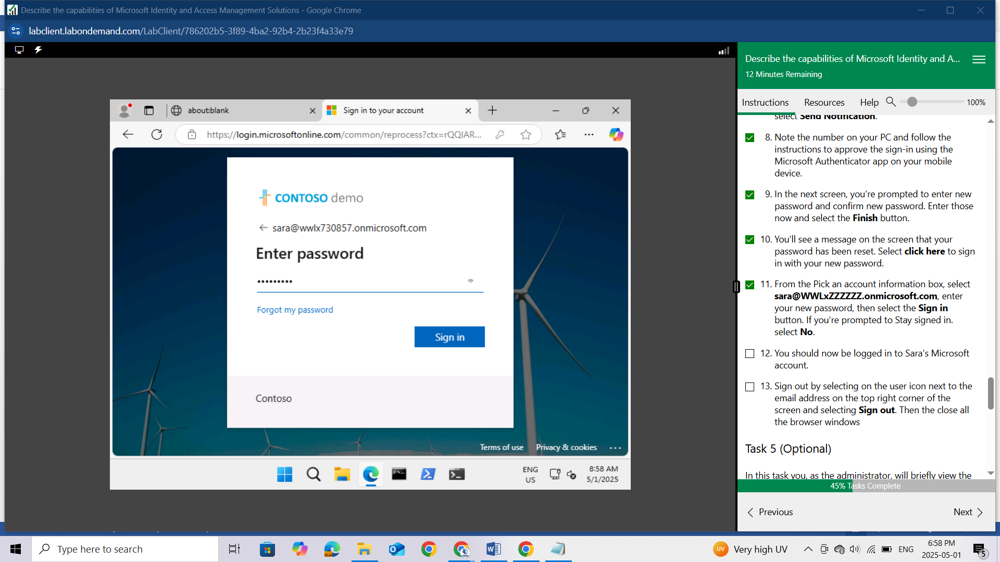 Describe the capabilities of Microsoft Identity and Access Management Solutions - Google Chrome
labclient.labondemand.com/LabClient/786202b5-3f89-4ba2-92b4-2b23f4a33e79
about:blank
Sign in to your account
https://login.microsoftonline.com/common/reprocess?ctx=rQQIAR...
CONTOSO demo
sara@wwlx730857.onmicrosoft.com
Enter password
•••••••••
Forgot my password
Sign in
Contoso
Terms of use Privacy & cookies ...
ENG
US
8:58 AM
5/1/2025
Describe the capabilities of Microsoft Identity and A...
12 Minutes Remaining
Instructions Resources Help 100%
select Send Notification.
8. Note the number on your PC and follow the
instructions to approve the sign-in using the
Microsoft Authenticator app on your mobile
device.
9. In the next screen, you're prompted to enter new
password and confirm new password. Enter those
now and select the Finish button.
10. You'll see a message on the screen that your
password has been reset. Select click here to sign
in with your new password.
11. From the Pick an account information box, select
sara@WWLxZZZZZZ.onmicrosoft.com, enter
your new password, then select the Sign in
button. If you're prompted to Stay signed in.
select No.
12. You should now be logged in to Sara's Microsoft
account.
13. Sign out by selecting on the user icon next to the
email address on the top right corner of the
screen and selecting Sign out. Then the close all
the browser windows
Task 5 (Optional)
In this task you, as the administrator, will briefly view the
45% Tasks Complete
Previous
Next
Type here to search
UV
Very high UV
ENG
6:58 PM
2025-05-01
5